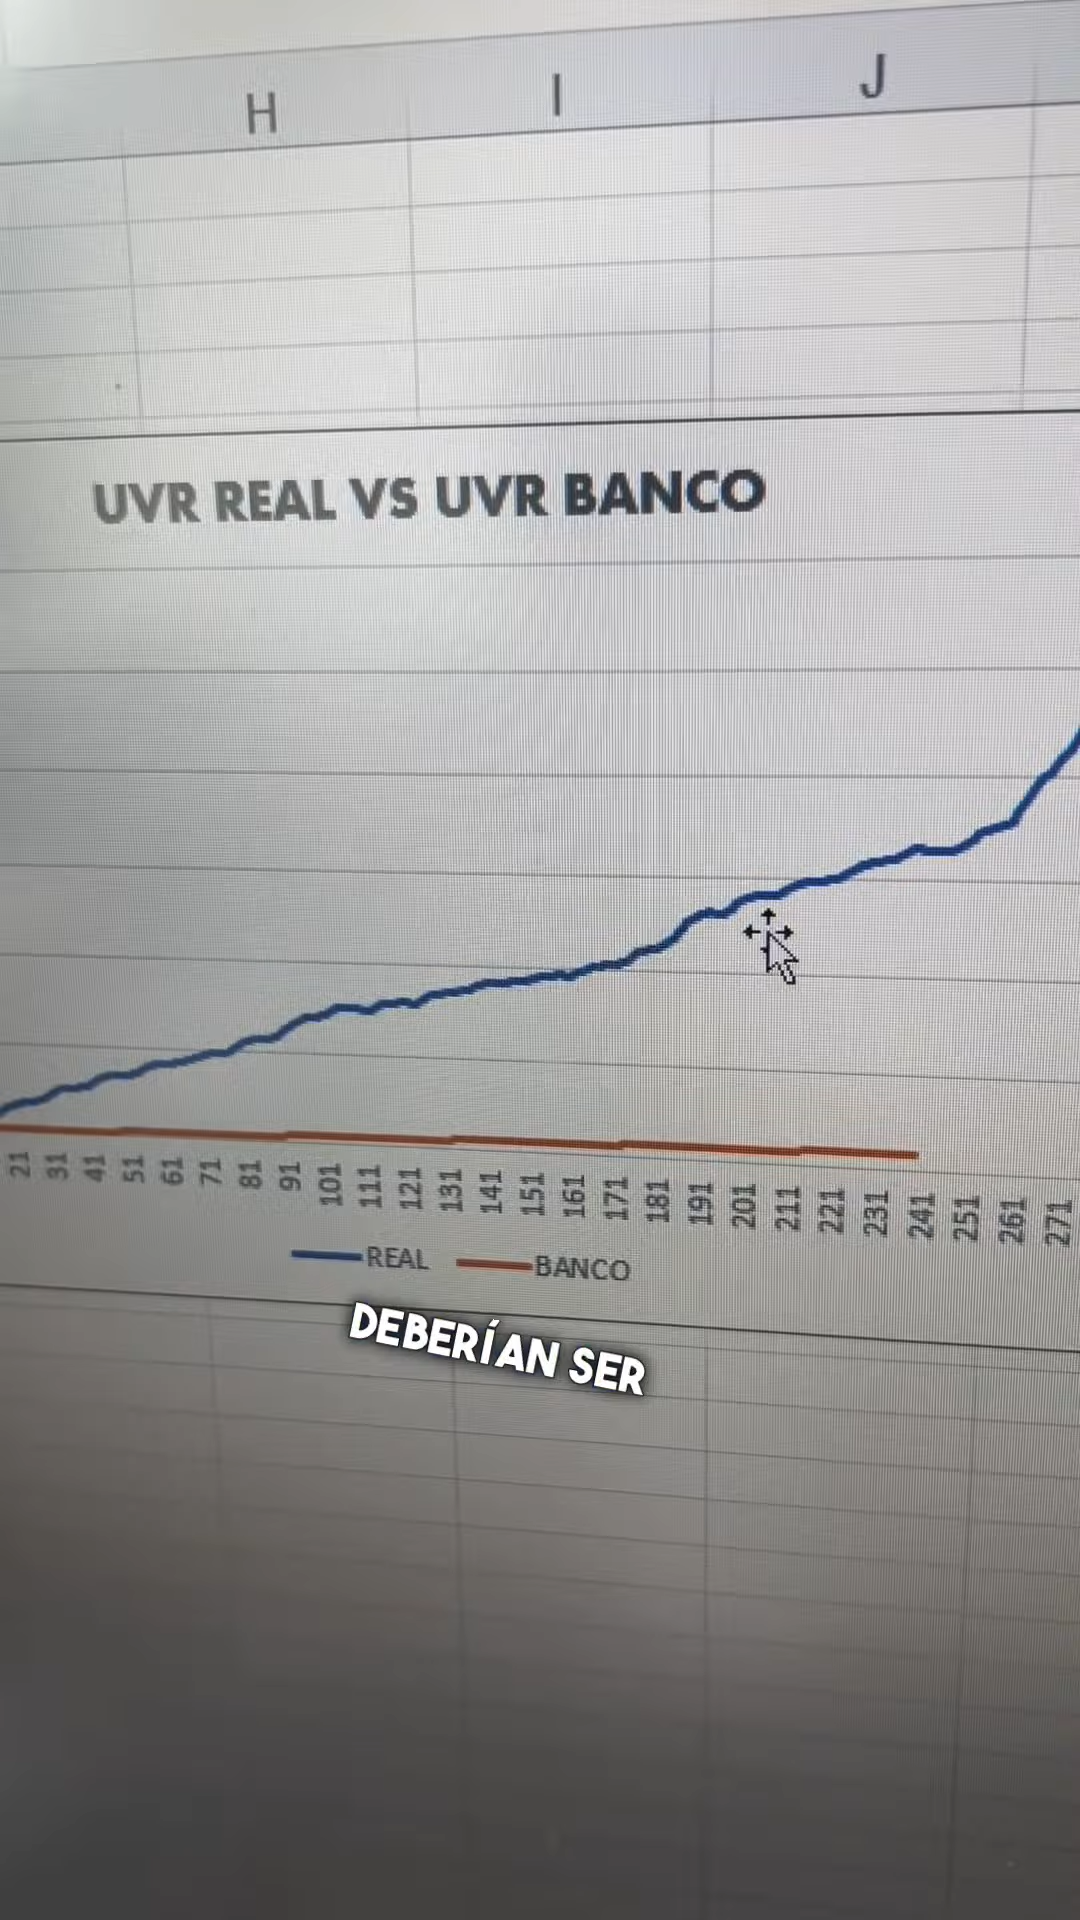 H I J
UVR REAL VS UVR BANCO
21 31 41 51 61 71 81 91 101 111 121 131 141 151 161 171 181 191 201 211 221 231 241 251 261 271
REAL BANCO
DEBERÍAN SER